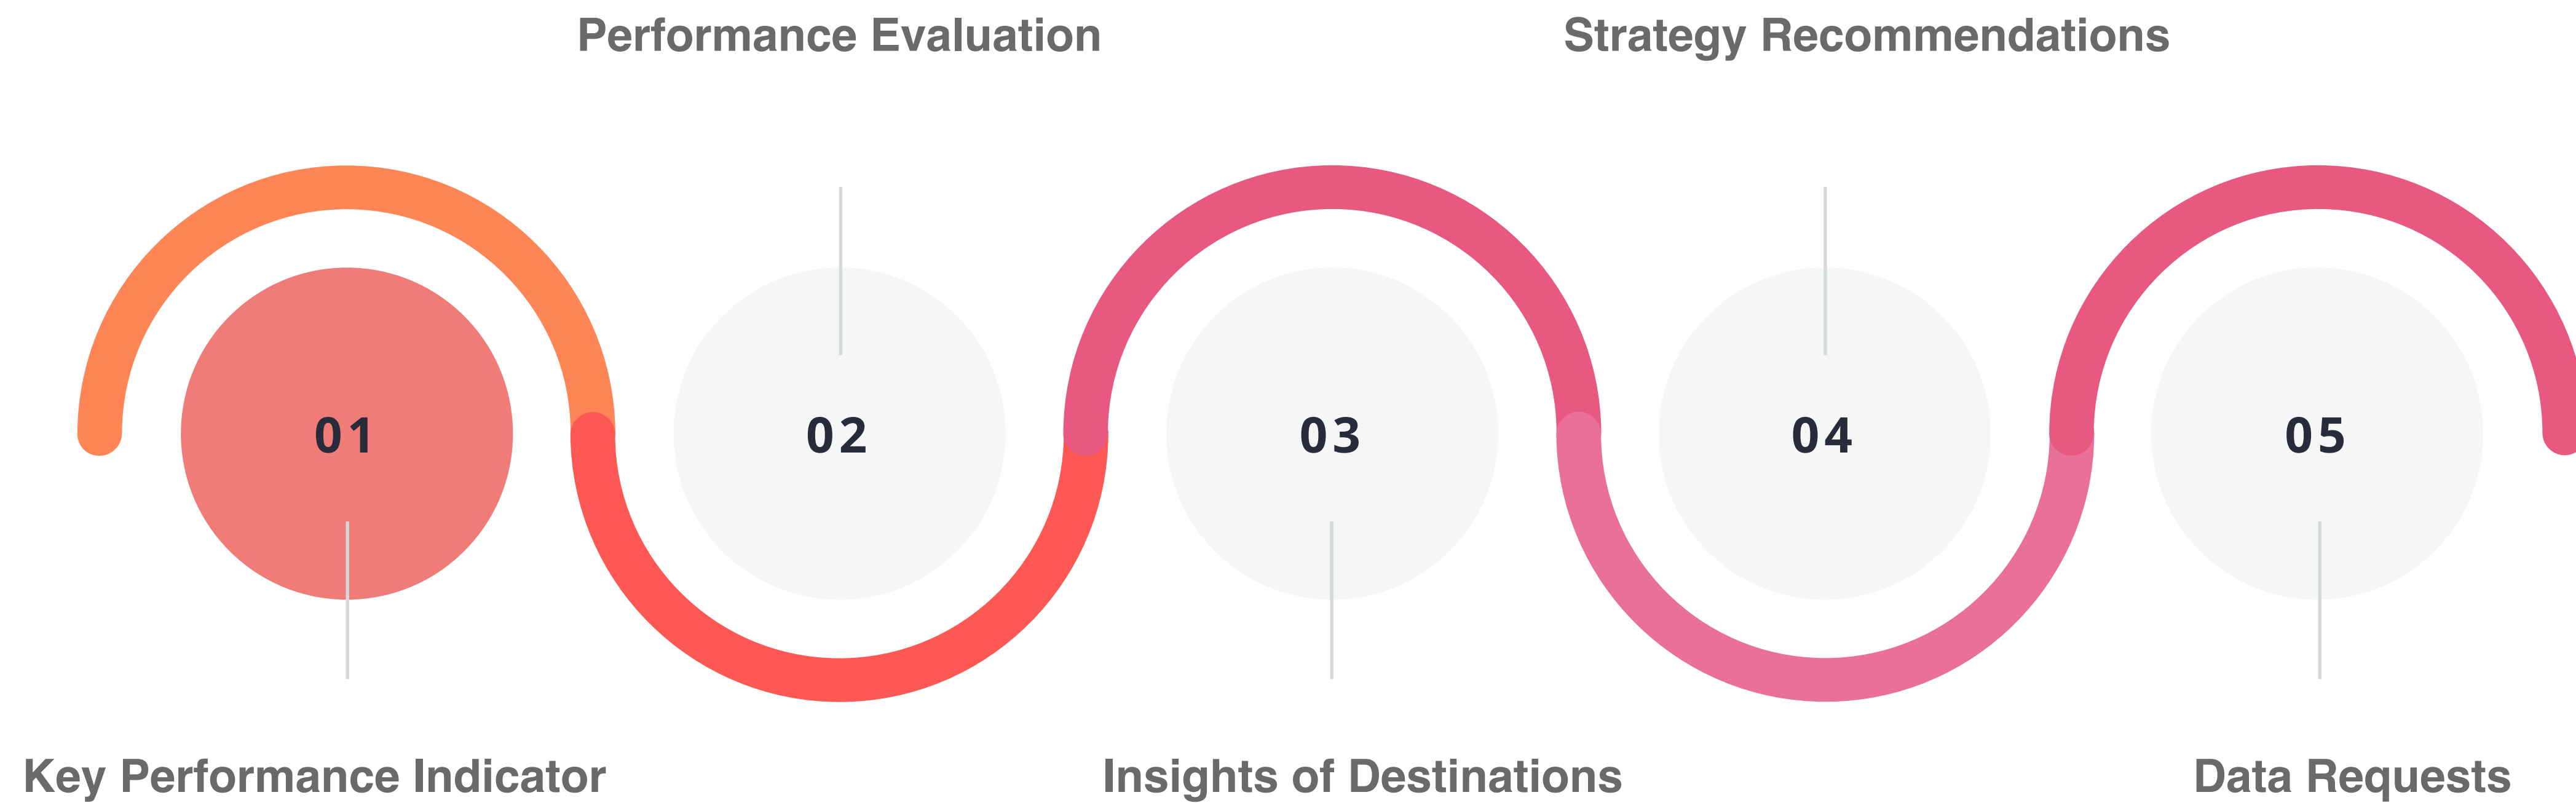 Performance Evaluation
Strategy Recommendations
01
02
03
04
05
Key Performance Indicator
Insights of Destinations
Data Requests